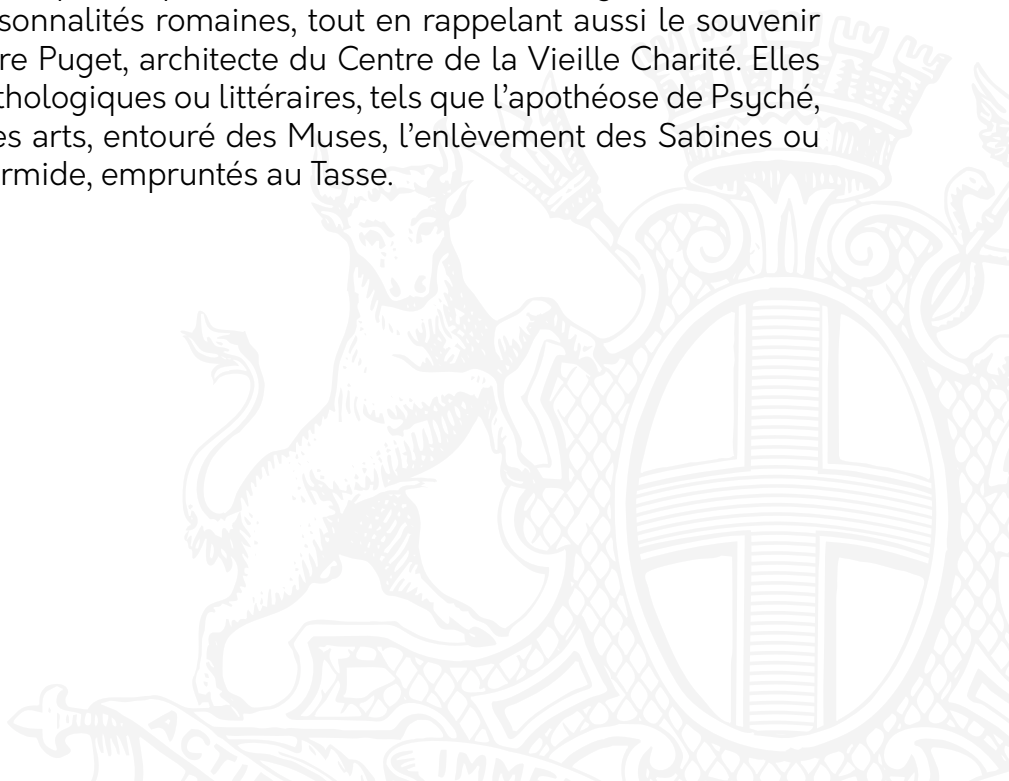 sonnalités romaines, tout en rappelant aussi le souvenir
re Puget, architecte du Centre de la Vieille Charité. Elles
thologiques ou littéraires, tels que l’apothéose de Psyché,
es arts, entouré des Muses, l’enlèvement des Sabines ou
rmide, empruntés au Tasse.
ACTI
IMME